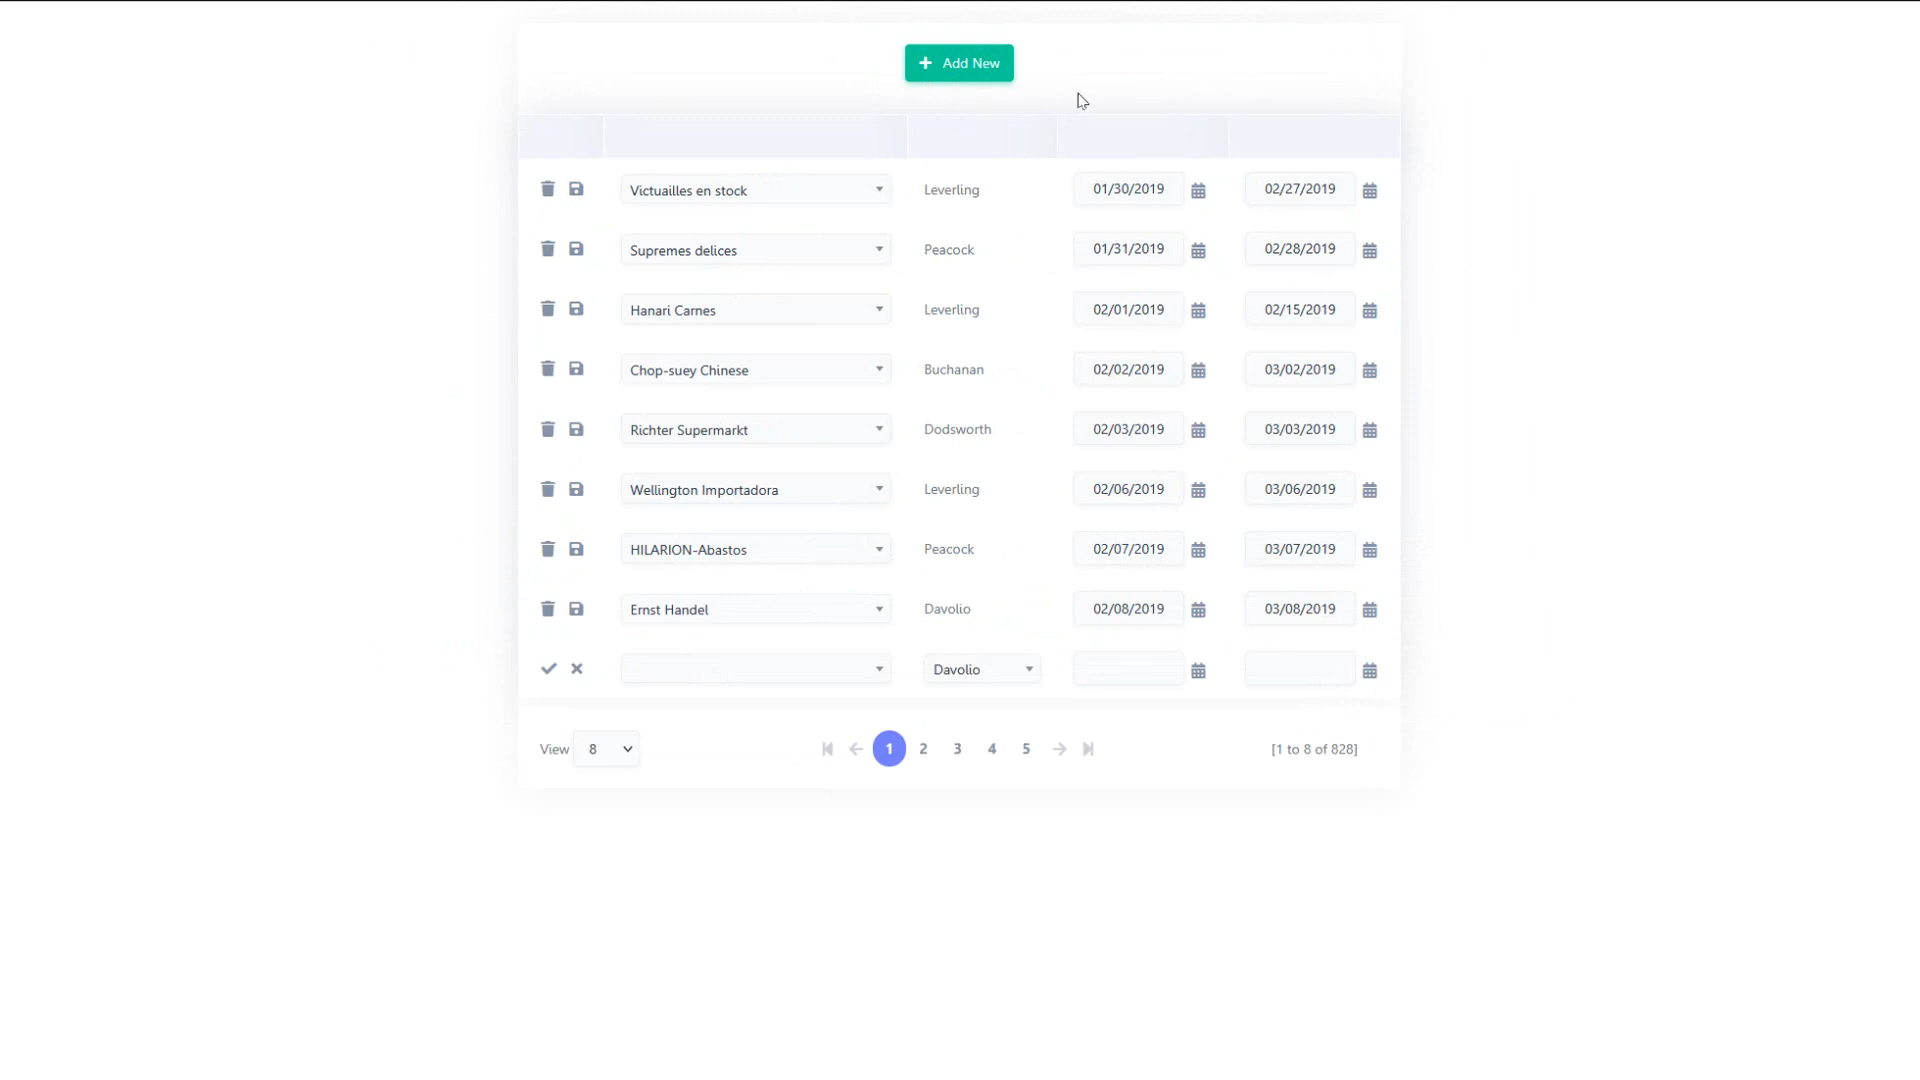 Add New
Victuailles en stock Leverling 01/30/2019 02/27/2019
Supremes delices Peacock 01/31/2019 02/28/2019
Hanari Carnes Leverling 02/01/2019 02/15/2019
Chop-suey Chinese Buchanan 02/02/2019 03/02/2019
Richter Supermarkt Dodsworth 02/03/2019 03/03/2019
Wellington Importadora Leverling 02/06/2019 03/06/2019
HILARION-Abastos Peacock 02/07/2019 03/07/2019
Ernst Handel Davolio 02/08/2019 03/08/2019
Davolio
View 8 1 2 3 4 5 [1 to 8 of 828]